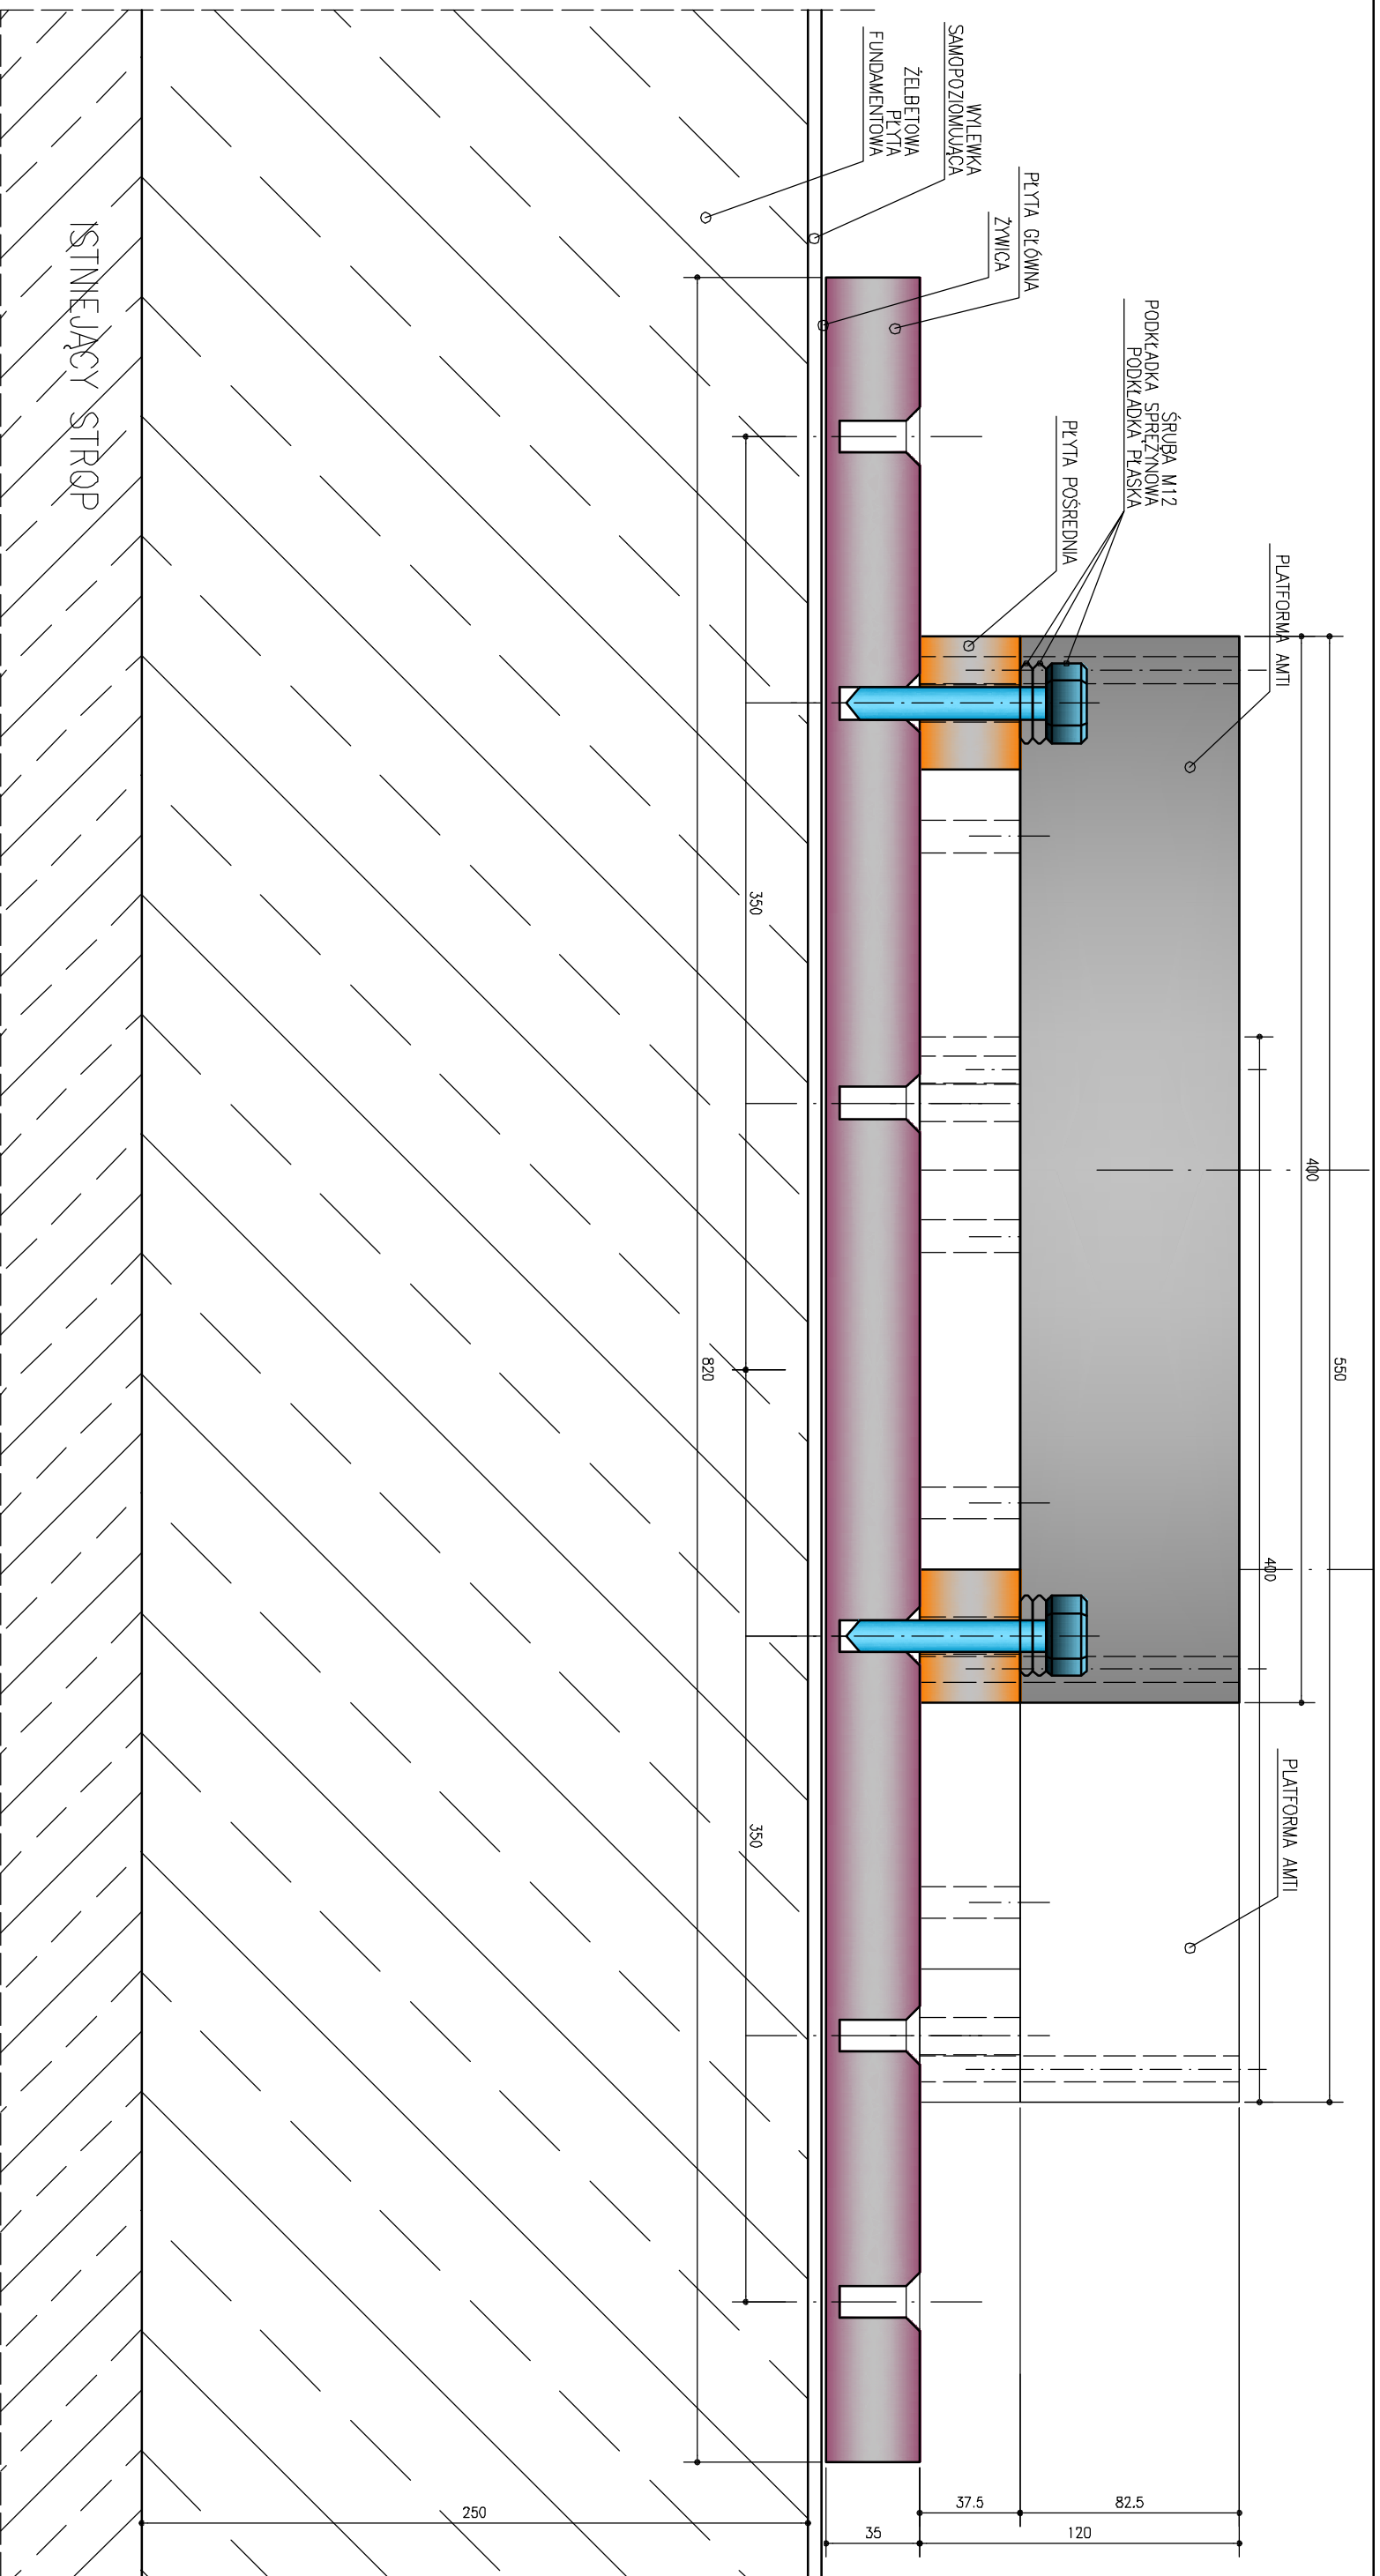 PLATFORMA AMTI
ŚRUBA M12
PODKŁADKA SPRĘŻYNOWA
PODKŁADKA PŁASKA
PŁYTA POŚREDNIA
PŁYTA GŁÓWNA
ŻYWICA
WYLEWKA
SAMOPOZIOMUJĄCA
ŻELBETOWA
PŁYTA
FUNDAMENTOWA
ISTNIEJĄCY STROP
PLATFORMA AMTI
550
400
400
350
350
820
82.5
37.5
120
35
250